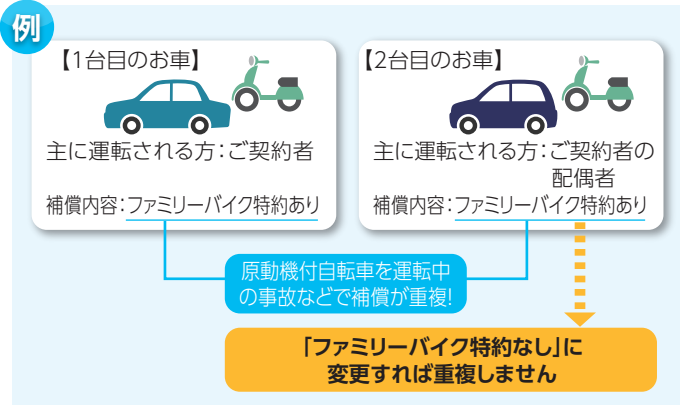 例
【1台目のお車】
主に運転される方：ご契約者
補償内容：ファミリーバイク特約あり
【2台目のお車】
主に運転される方：ご契約者の
配偶者
補償内容：ファミリーバイク特約あり
原動機付自転車を運転中
の事故などで補償が重複!
「ファミリーバイク特約なし」に
変更すれば重複しません